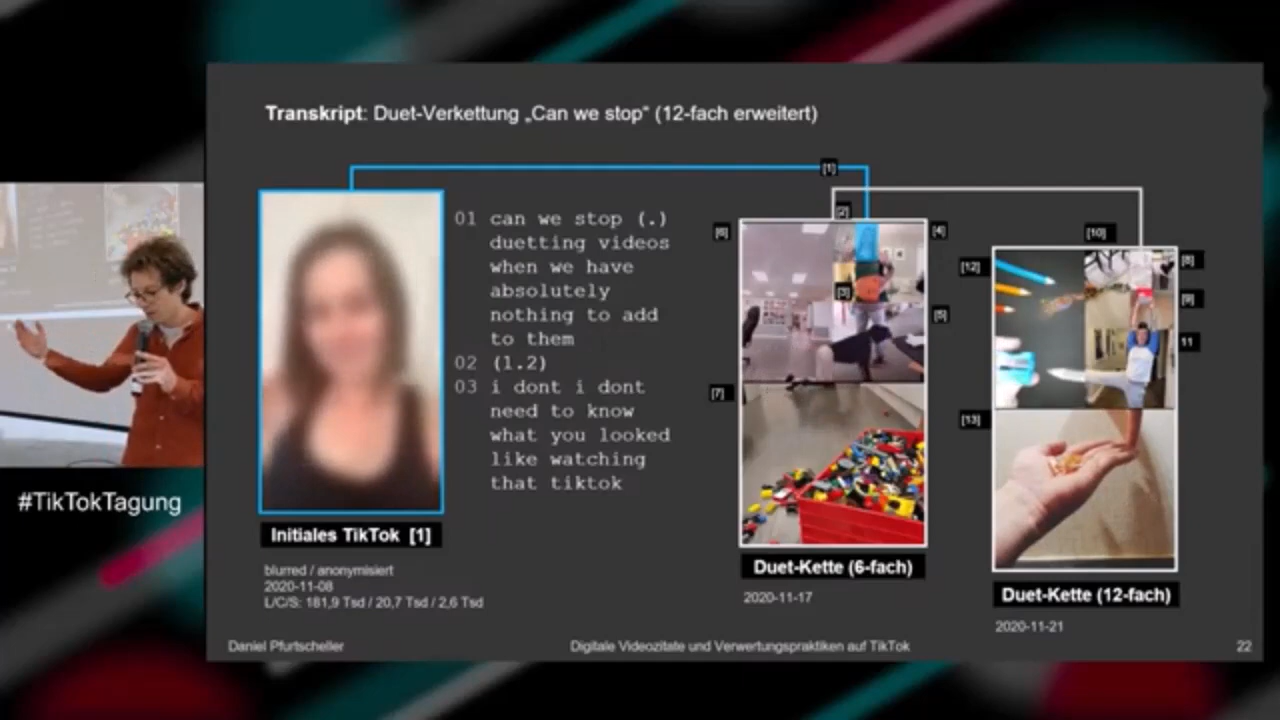 Transkript: Duet-Verkettung „Can we stop“ (12-fach erweitert)
[1]
[2]
[6]
[4]
[10]
[8]
[12]
[3]
[9]
[5]
11
[7]
[13]
01 can we stop (.)
duetting videos
when we have
absolutely
nothing to add
to them
02 (1.2)
03 i dont i dont
need to know
what you looked
like watching
that tiktok
#TikTokTagung
Initiales TikTok [1]
blurred / anonymisiert
2020-11-08
L/C/S: 181,9 Tsd / 20,7 Tsd / 2,6 Tsd
Duet-Kette (6-fach)
2020-11-17
Duet-Kette (12-fach)
2020-11-21
Daniel Pfurtscheller
Digitale Videozitate und Verwertungspraktiken auf TikTok
22